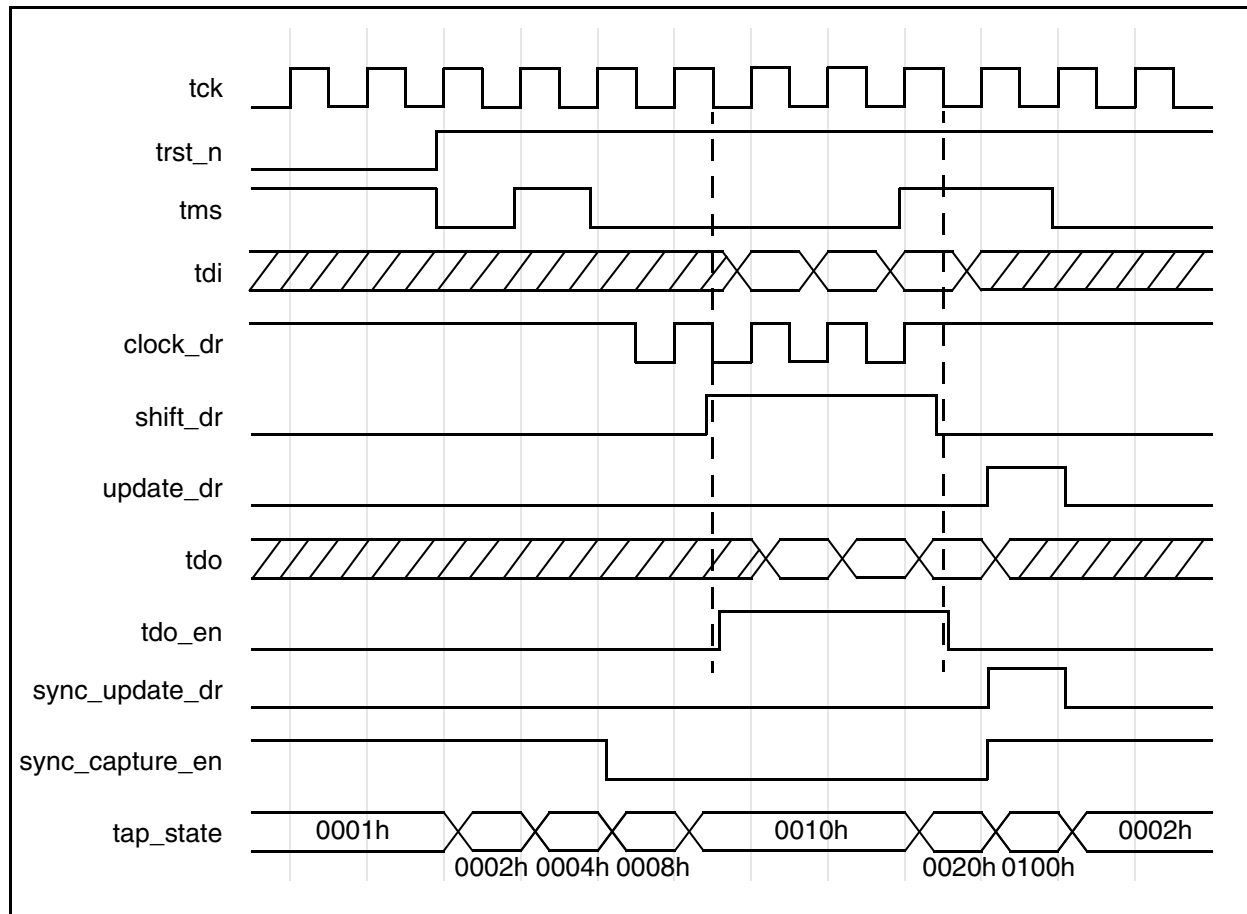 tck
trst_n
tms
tdi
clock_dr
shift_dr
update_dr
tdo
tdo_en
sync_update_dr
sync_capture_en
tap_state
0001h
0010h
0002h
0002h 0004h 0008h
0020h 0100h